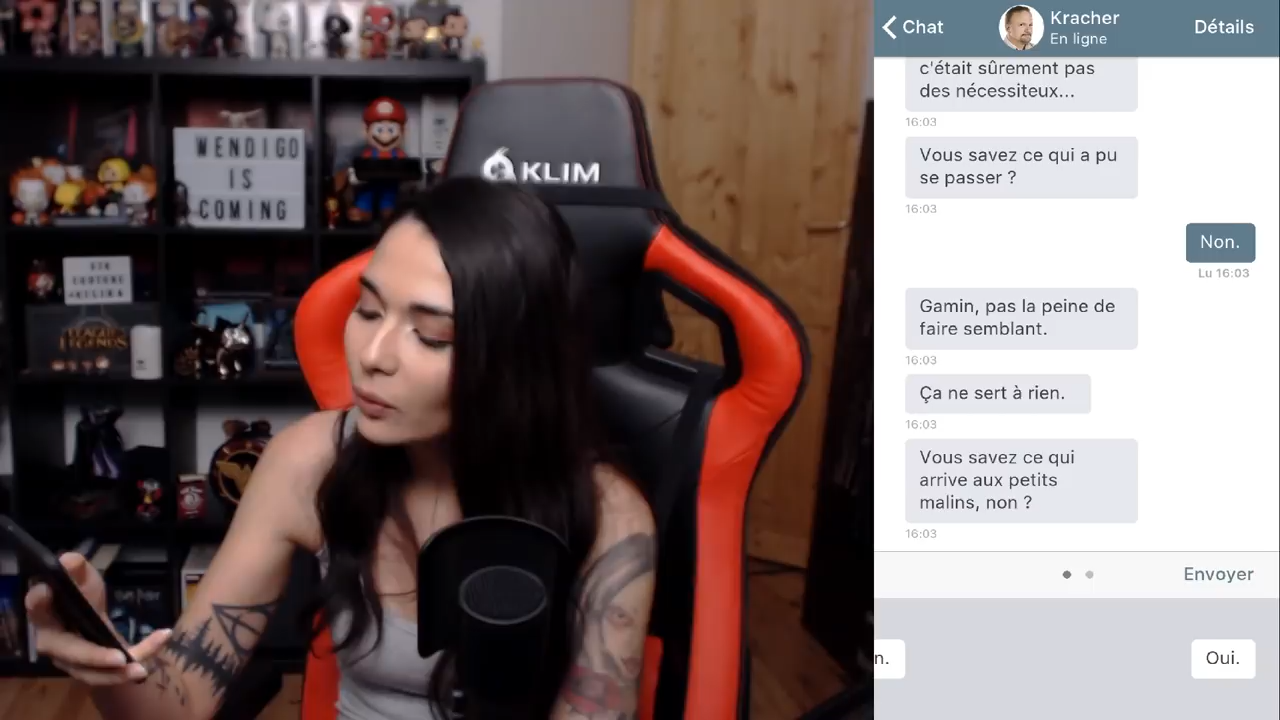 WENDIGO
IS
COMING
KLIM
LEAGUE
LEGENDS
Chat
Kracher
En ligne
Détails
c'était sûrement pas
des nécessiteux...
16:03
Vous savez ce qui a pu
se passer ?
16:03
Non.
Lu 16:03
Gamin, pas la peine de
faire semblant.
16:03
Ça ne sert à rien.
16:03
Vous savez ce qui
arrive aux petits
malins, non ?
16:03
Envoyer
n.
Oui.